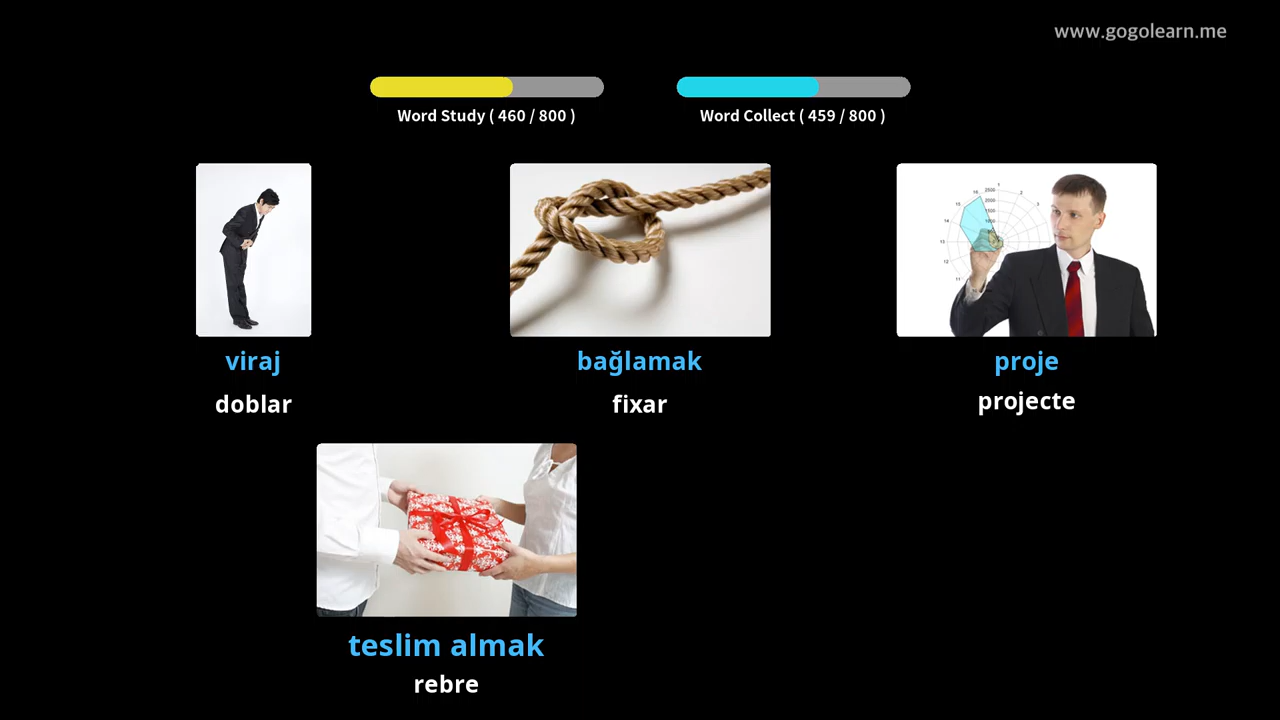 www.gogolearn.me
Word Study ( 460 / 800 )
Word Collect ( 459 / 800 )
viraj
doblar
bağlamak
fixar
proje
projecte
teslim almak
rebre